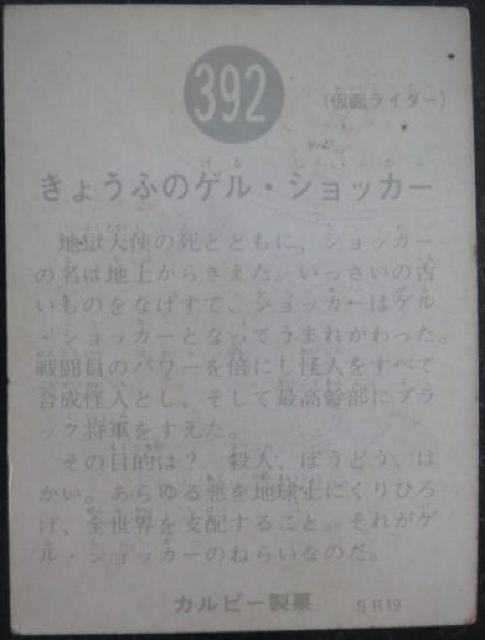 392
(仮面ライダー)
きょうふのゲル・ショッカー
地獄大使の死とともに、ショッカー
の名は地上からきえた。いっさいの古
いものをなげすて、ショッカーはゲル
・ショッカーとなってうまれかわった。
戦闘員のパワーを倍にし怪人をすべて
合成怪人とし、そして最高幹部にブラ
ック将軍をすえた。
その目的は？ 殺人、ぼうどう、は
かい。あらゆる悪を地球上にくりひろ
げ、全世界を支配すること。それがゲ
ル・ショッカーのねらいなのだ。
カルビー製菓 SR19